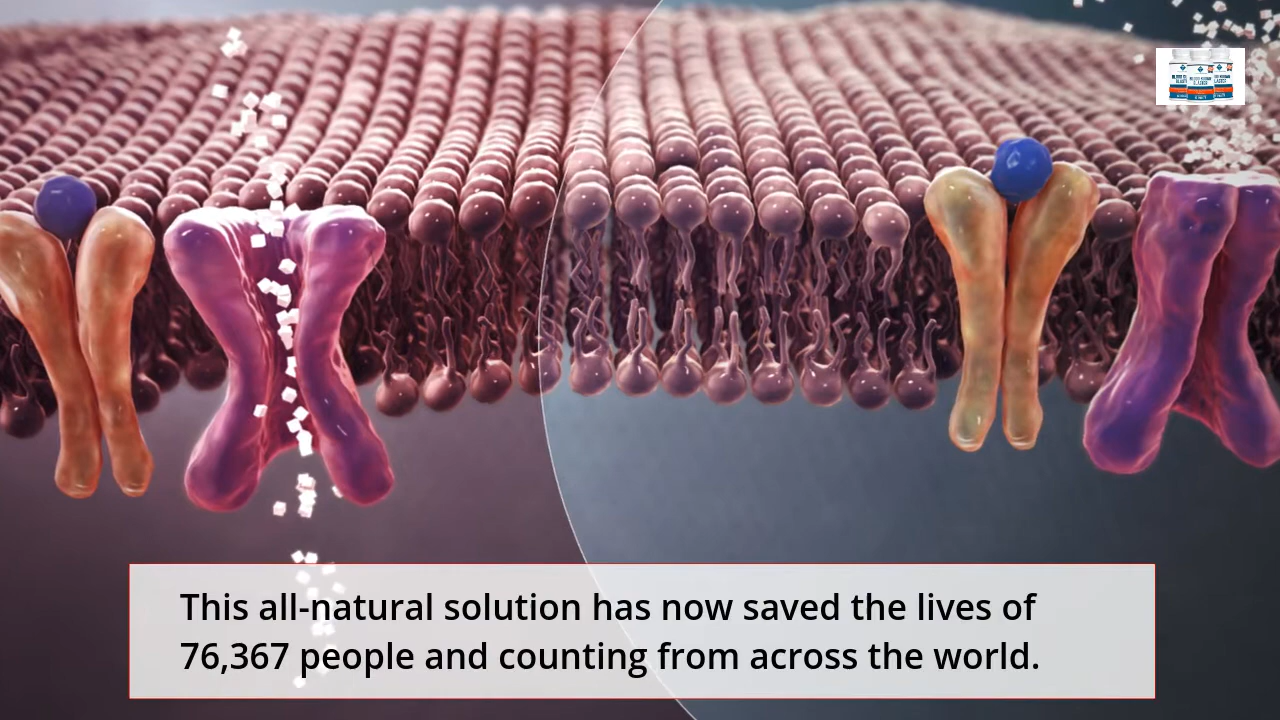 This all-natural solution has now saved the lives of
76,367 people and counting from across the world.